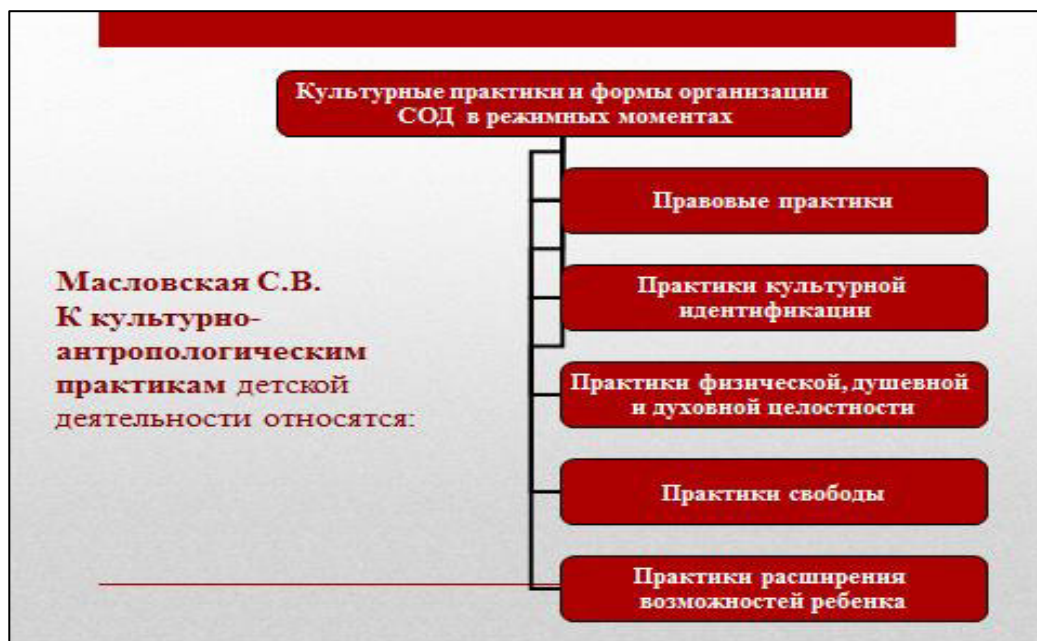 Культурные практики и формы организации
СОД в режимных моментах
Правовые практики
Масловская С.В.
К культурно-
антропологическим
практикам детской
деятельности относятся:
Практики культурной
идентификации
Практики физической, душевной
и духовной целостности
Практики свободы
Практики расширения
возможностей ребенка